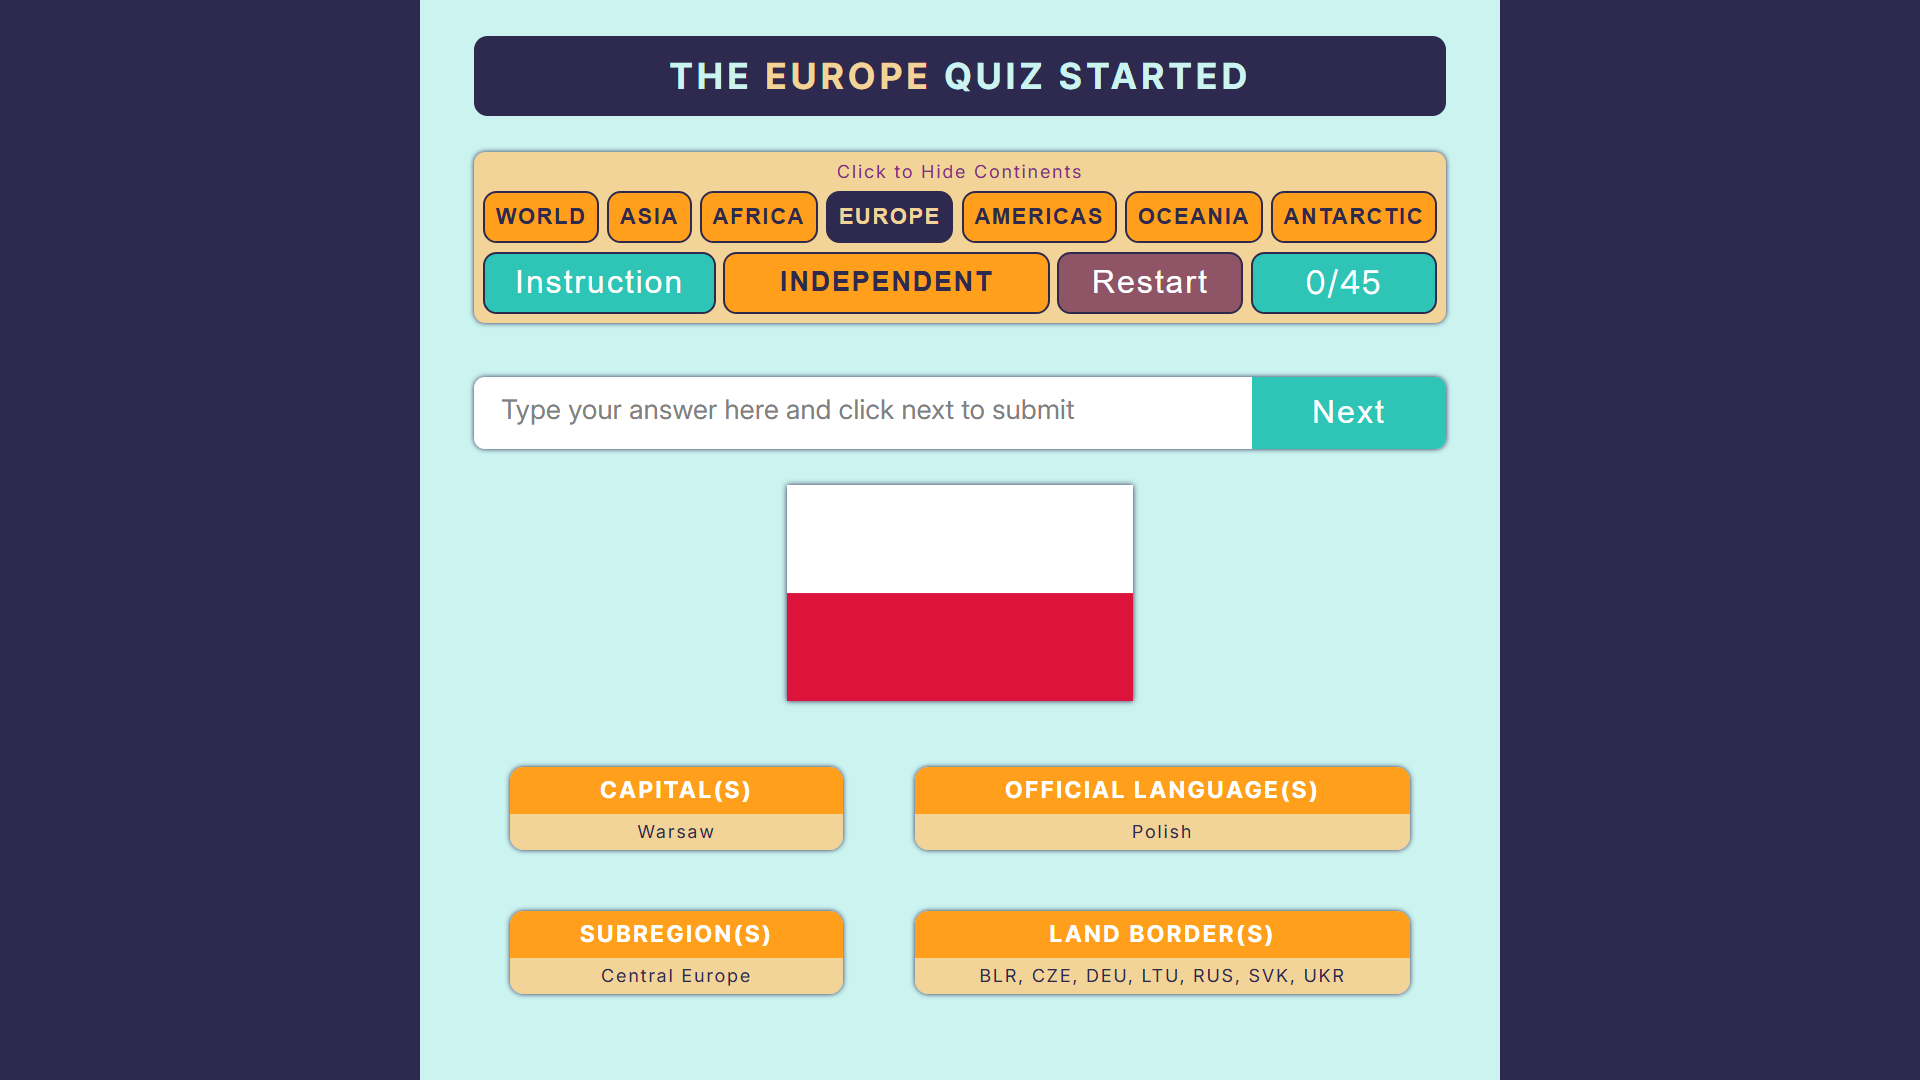 THE EUROPE QUIZ STARTED
Click to Hide Continents
WORLD ASIA AFRICA EUROPE AMERICAS OCEANIA ANTARCTIC
Instruction INDEPENDENT Restart 0/45
Type your answer here and click next to submit Next
CAPITAL(S) OFFICIAL LANGUAGE(S)
Warsaw Polish
SUBREGION(S) LAND BORDER(S)
Central Europe BLR, CZE, DEU, LTU, RUS, SVK, UKR